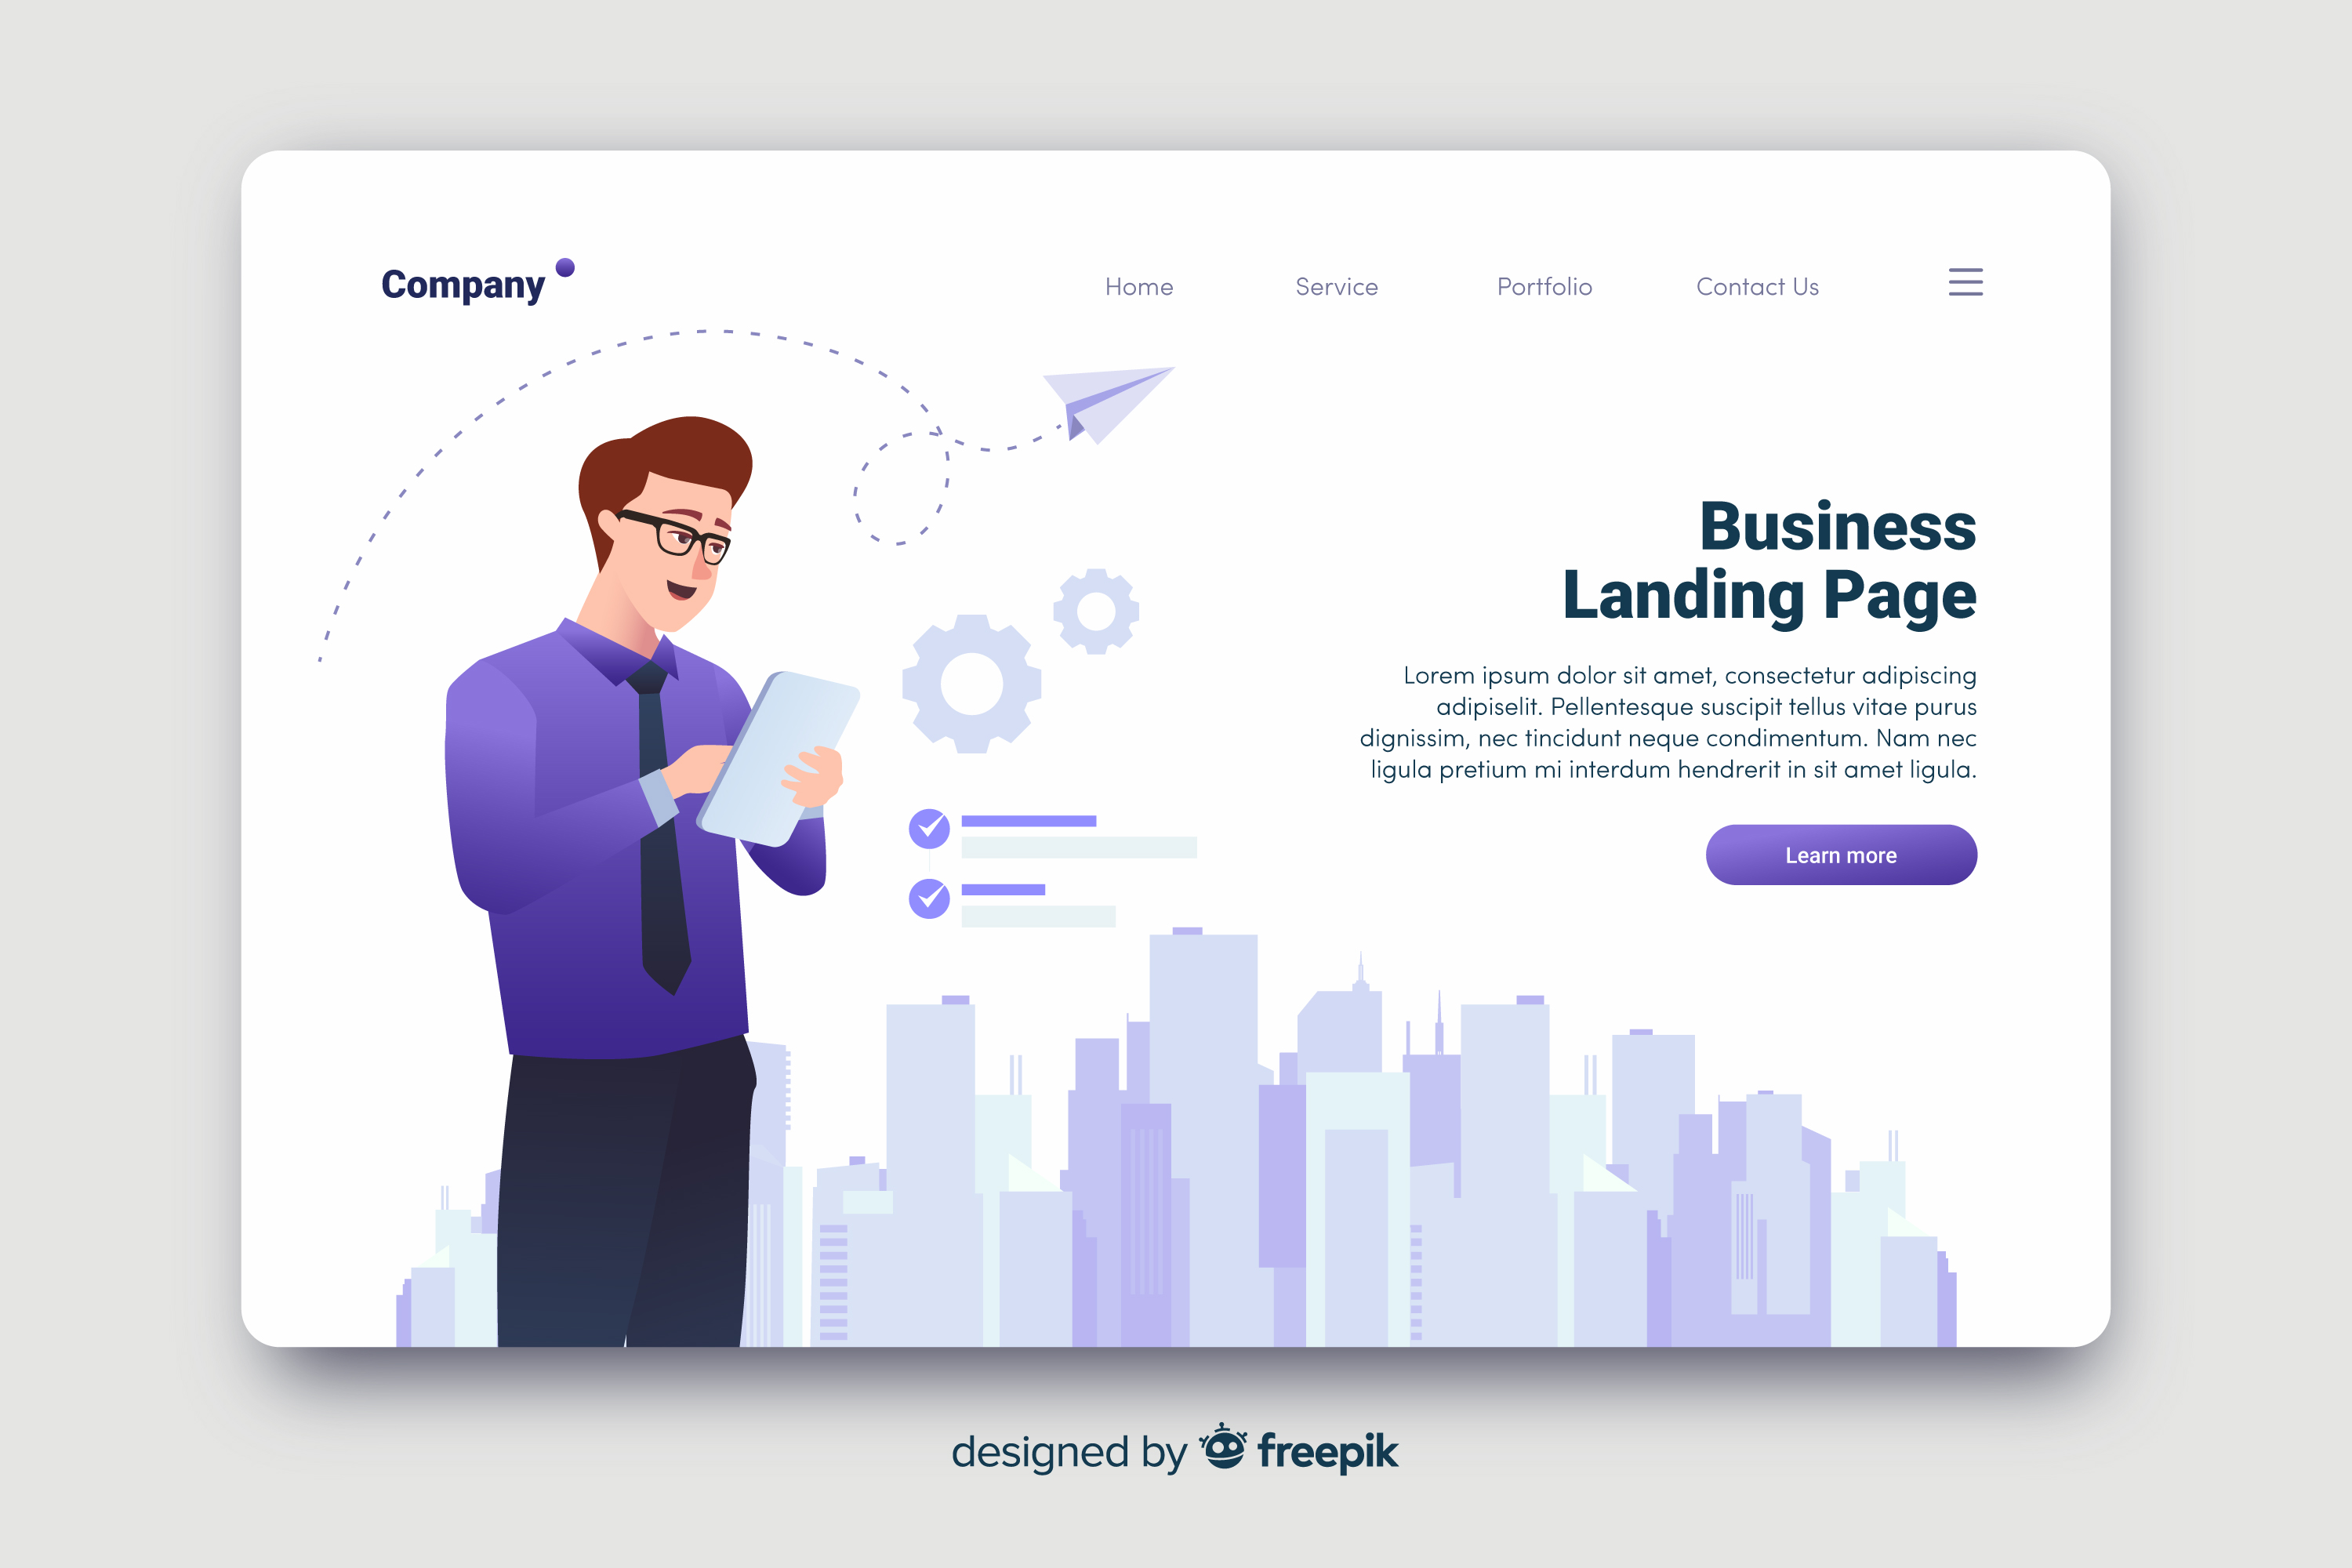 Company
Home Service Portfolio Contact Us
Business
Landing Page
Lorem ipsum dolor sit amet, consectetur adipiscing
adipiselit. Pellentesque suscipit tellus vitae purus
dignissim, nec tincidunt neque condimentum. Nam nec
ligula pretium mi interdum hendrerit in sit amet ligula.
Learn more
designed by freepik